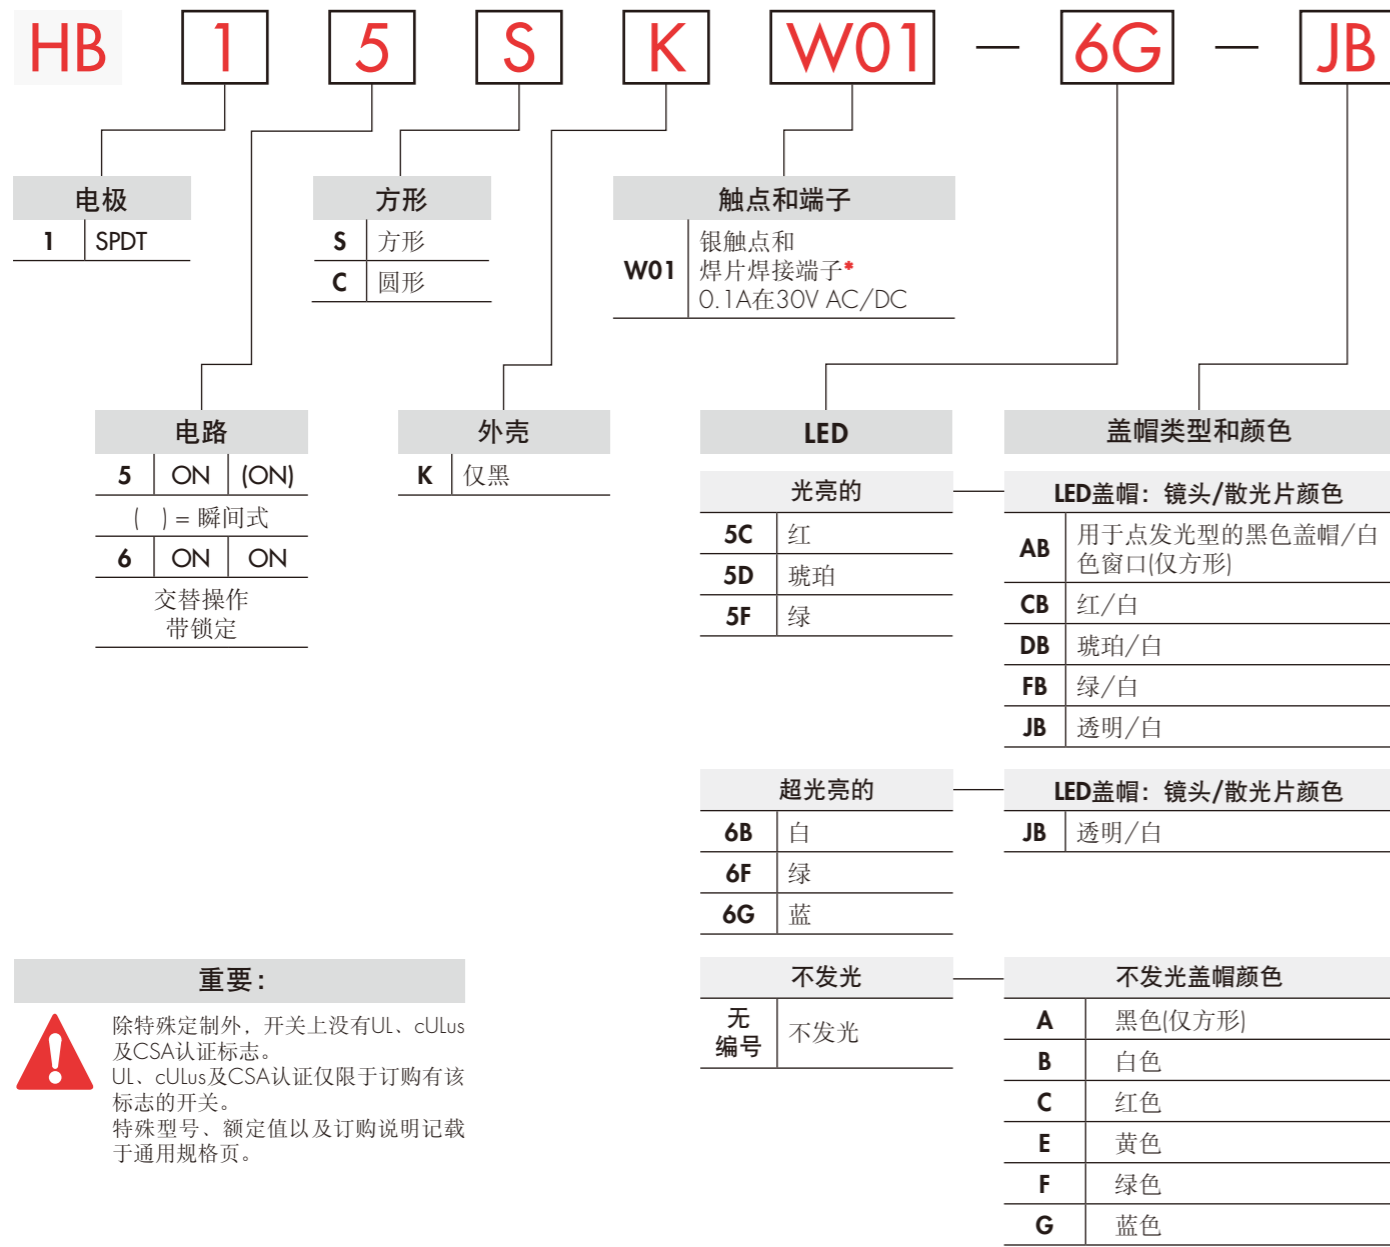 HB 1 5 S K W01 — 6G — JB
电极
1 SPDT
方形
S 方形
C 圆形
触点和端子
W01
银触点和
焊片焊接端子*
0.1A在30V AC/DC
电路
5 ON (ON)
( ) = 瞬间式
6 ON ON
交替操作
带锁定
外壳
K 仅黑
LED
光亮的
5C 红
5D 琥珀
5F 绿
超光亮的
6B 白
6F 绿
6G 蓝
不发光
无
编号
不发光
盖帽类型和颜色
LED盖帽：镜头/散光片颜色
AB
用于点发光型的黑色盖帽/白
色窗口(仅方形)
CB 红/白
DB 琥珀/白
FB 绿/白
JB 透明/白
LED盖帽：镜头/散光片颜色
JB 透明/白
不发光盖帽颜色
A 黑色(仅方形)
B 白色
C 红色
E 黄色
F 绿色
G 蓝色
重要：
!
除特殊定制外，开关上没有UL、cULus
及CSA认证标志。
UL、cULus及CSA认证仅限于订购有该
标志的开关。
特殊型号、额定值以及订购说明记载
于通用规格页。